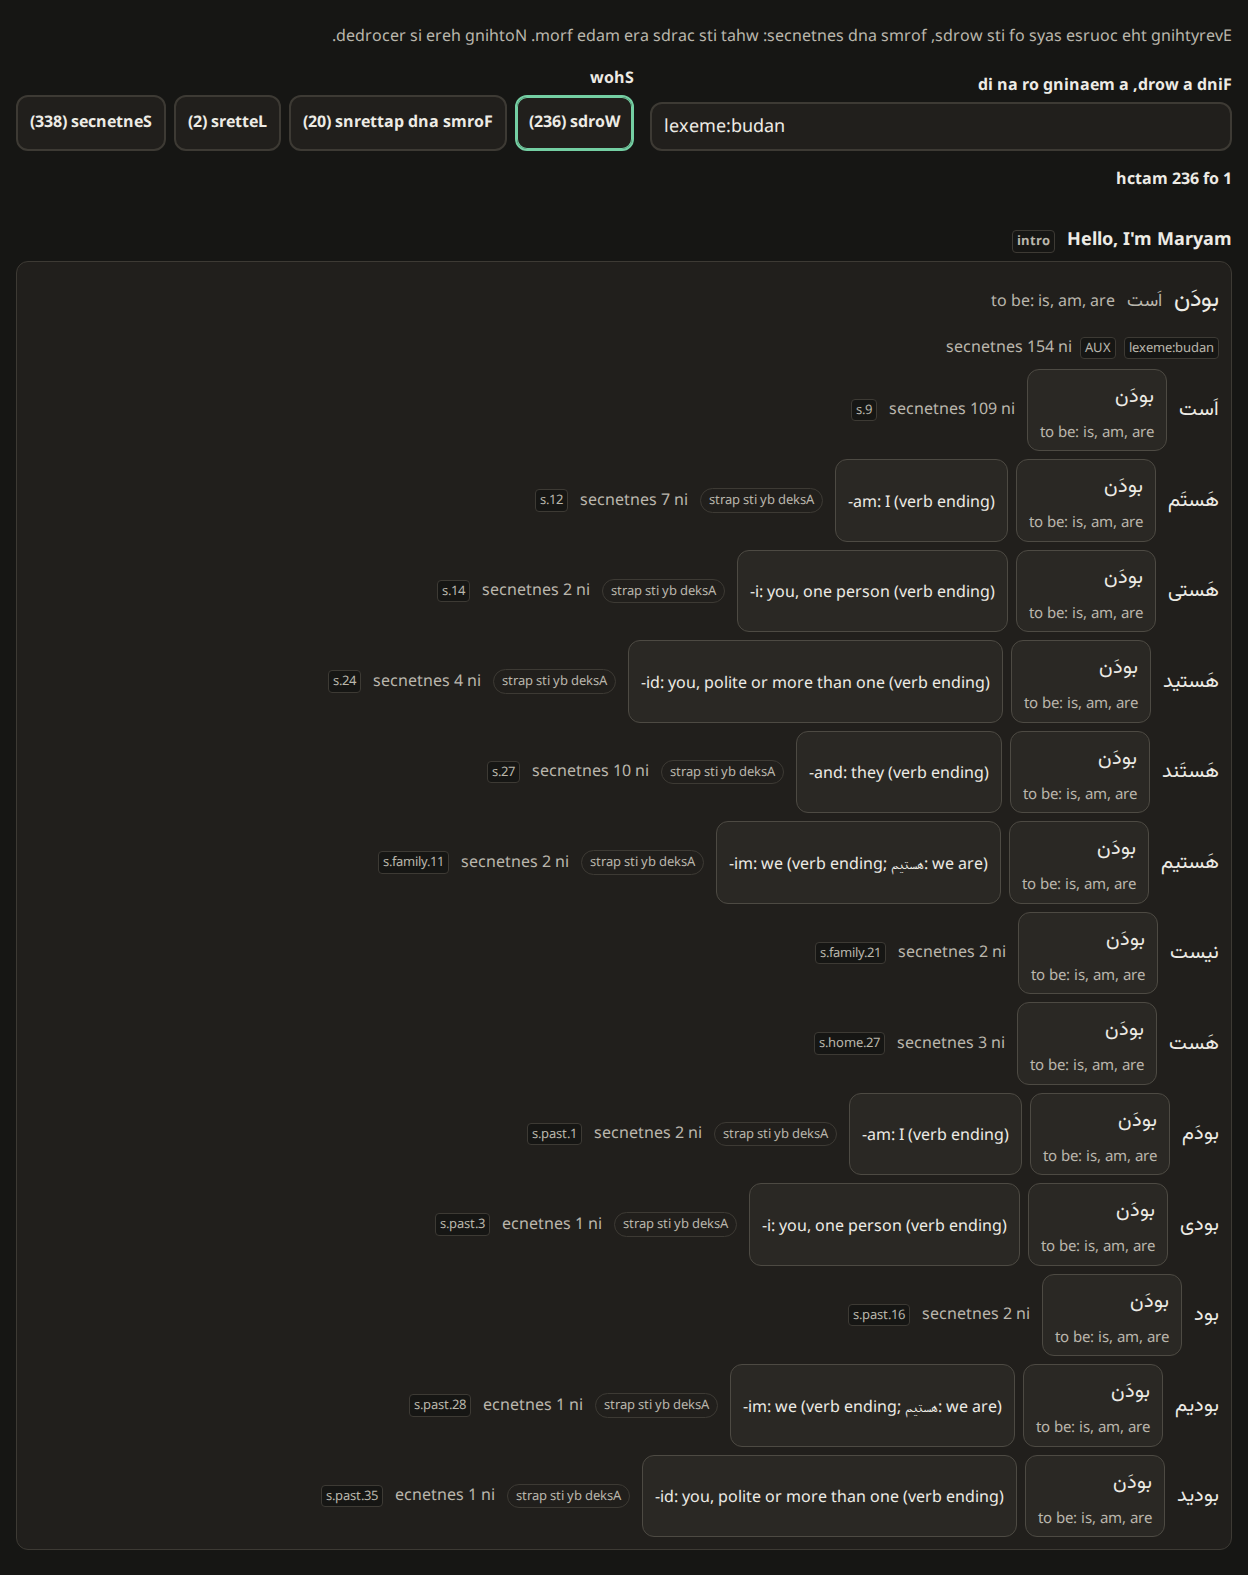 .dedrocer si ereh gnihtoN .morf edam era sdrac sti tahw :secnetnes dna smrof ,sdrow sti fo syas esruoc eht gnihtyrevE
di na ro gninaem a ,drow a dniF
lexeme:budan
wohS
(236) sdroW
(20) snrettap dna smroF
(2) sretteL
(338) secnetneS
hctam 236 fo 1
Hello, I'm Maryam intro
بودَن اَست to be: is, am, are
lexeme:budan AUX secnetnes 154 ni
اَست بودَن to be: is, am, are secnetnes 109 ni s.9
هَستَم بودَن to be: is, am, are -am: I (verb ending) strap sti yb deksA secnetnes 7 ni s.12
هَستی بودَن to be: is, am, are -i: you, one person (verb ending) strap sti yb deksA secnetnes 2 ni s.14
هَستید بودَن to be: is, am, are -id: you, polite or more than one (verb ending) strap sti yb deksA secnetnes 4 ni s.24
هَستَند بودَن to be: is, am, are -and: they (verb ending) strap sti yb deksA secnetnes 10 ni s.27
هَستیم بودَن to be: is, am, are -im: we (verb ending; هستیم: we are) strap sti yb deksA secnetnes 2 ni s.family.11
نیست بودَن to be: is, am, are secnetnes 2 ni s.family.21
هَست بودَن to be: is, am, are secnetnes 3 ni s.home.27
بودَم بودَن to be: is, am, are -am: I (verb ending) strap sti yb deksA secnetnes 2 ni s.past.1
بودی بودَن to be: is, am, are -i: you, one person (verb ending) strap sti yb deksA ecnetnes 1 ni s.past.3
بود بودَن to be: is, am, are secnetnes 2 ni s.past.16
بودیم بودَن to be: is, am, are -im: we (verb ending; هستیم: we are) strap sti yb deksA ecnetnes 1 ni s.past.28
بودید بودَن to be: is, am, are -id: you, polite or more than one (verb ending) strap sti yb deksA ecnetnes 1 ni s.past.35